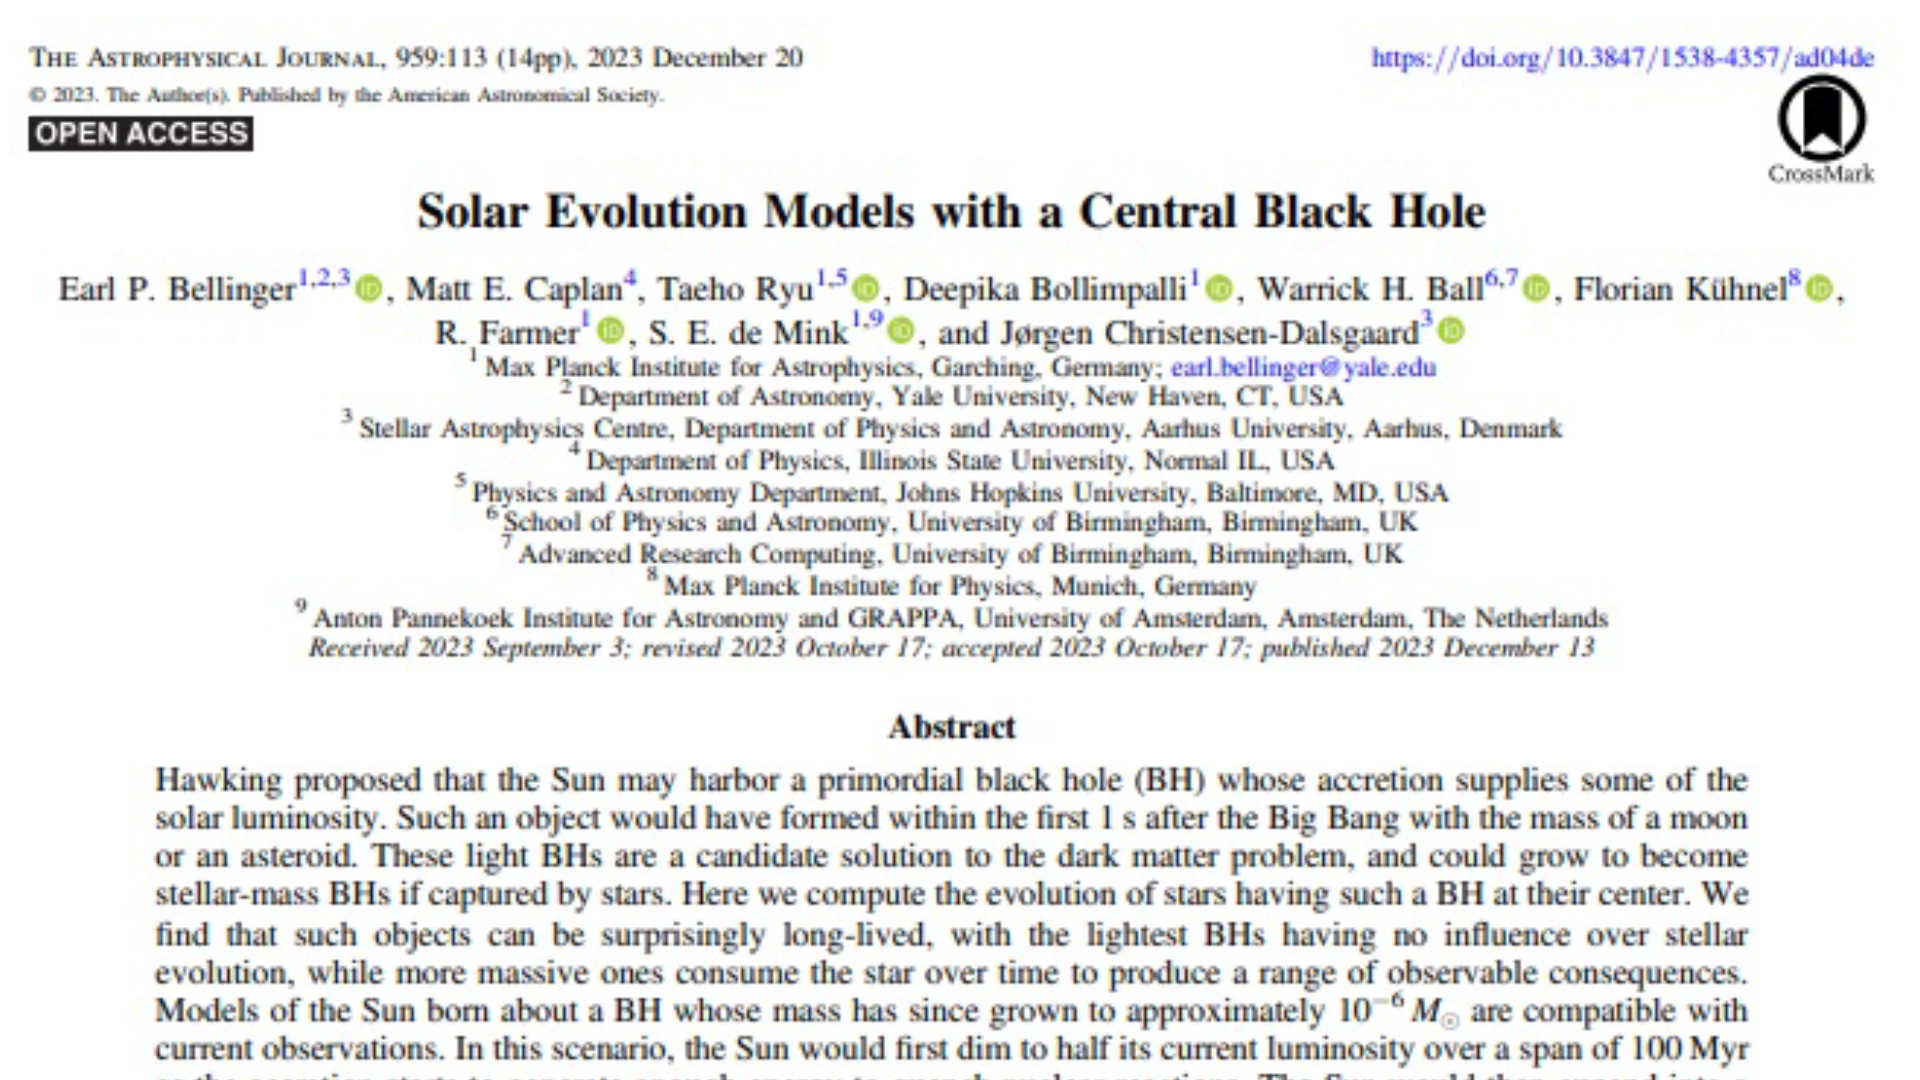 THE ASTROPHYSICAL JOURNAL, 959:113 (14pp), 2023 December 20
https://doi.org/10.3847/1538-4357/ad04de
© 2023. The Author(s). Published by the American Astronomical Society.
OPEN ACCESS
CrossMark
Solar Evolution Models with a Central Black Hole
Earl P. Bellinger1,2,3 iD, Matt E. Caplan4, Taeho Ryu1,5 iD, Deepika Bollimpalli1 iD, Warrick H. Ball6,7 iD, Florian Kühnel8 iD,
R. Farmer1 iD, S. E. de Mink1,9 iD, and Jørgen Christensen-Dalsgaard3 iD
1 Max Planck Institute for Astrophysics, Garching, Germany; earl.bellinger@yale.edu
2 Department of Astronomy, Yale University, New Haven, CT, USA
3 Stellar Astrophysics Centre, Department of Physics and Astronomy, Aarhus University, Aarhus, Denmark
4 Department of Physics, Illinois State University, Normal IL, USA
5 Physics and Astronomy Department, Johns Hopkins University, Baltimore, MD, USA
6 School of Physics and Astronomy, University of Birmingham, Birmingham, UK
7 Advanced Research Computing, University of Birmingham, Birmingham, UK
8 Max Planck Institute for Physics, Munich, Germany
9 Anton Pannekoek Institute for Astronomy and GRAPPA, University of Amsterdam, Amsterdam, The Netherlands
Received 2023 September 3; revised 2023 October 17; accepted 2023 October 17; published 2023 December 13
Abstract
Hawking proposed that the Sun may harbor a primordial black hole (BH) whose accretion supplies some of the
solar luminosity. Such an object would have formed within the first 1 s after the Big Bang with the mass of a moon
or an asteroid. These light BHs are a candidate solution to the dark matter problem, and could grow to become
stellar-mass BHs if captured by stars. Here we compute the evolution of stars having such a BH at their center. We
find that such objects can be surprisingly long-lived, with the lightest BHs having no influence over stellar
evolution, while more massive ones consume the star over time to produce a range of observable consequences.
Models of the Sun born about a BH whose mass has since grown to approximately 10−6 M⊙ are compatible with
current observations. In this scenario, the Sun would first dim to half its current luminosity over a span of 100 Myr